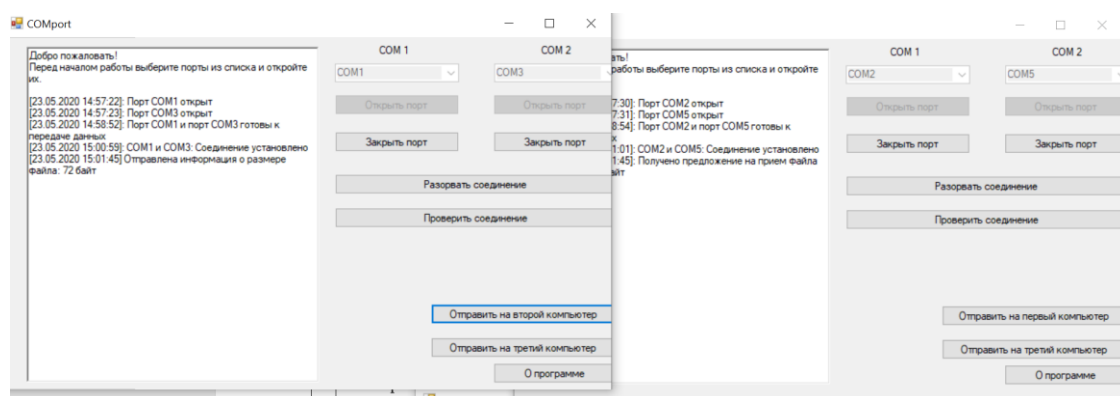 COMport
Добро пожаловать!
Перед началом работы выберите порты из списка и откройте
их.
[23.05.2020 14:57:22]: Порт COM1 открыт
[23.05.2020 14:57:23]: Порт COM3 открыт
[23.05.2020 14:58:52]: Порт COM1 и порт COM3 готовы к
передаче данных
[23.05.2020 15:00:59]: COM1 и COM3: Соединение установлено
[23.05.2020 15:01:45] Отправлена информация о размере
файла: 72 байт
COM 1
COM 2
COM1
COM3
Открыть порт
Открыть порт
Закрыть порт
Закрыть порт
Разорвать соединение
Проверить соединение
Отправить на второй компьютер
Отправить на третий компьютер
О программе
ать!
работы выберите порты из списка и откройте
7:30]: Порт COM2 открыт
7:31]: Порт COM5 открыт
8:54]: Порт COM2 и порт COM5 готовы к
х
1:01]: COM2 и COM5: Соединение установлено
1:45]: Получено предложение на прием файла
айт
COM 1
COM 2
COM2
COM5
Открыть порт
Открыть порт
Закрыть порт
Закрыть порт
Разорвать соединение
Проверить соединение
Отправить на первый компьютер
Отправить на третий компьютер
О программе